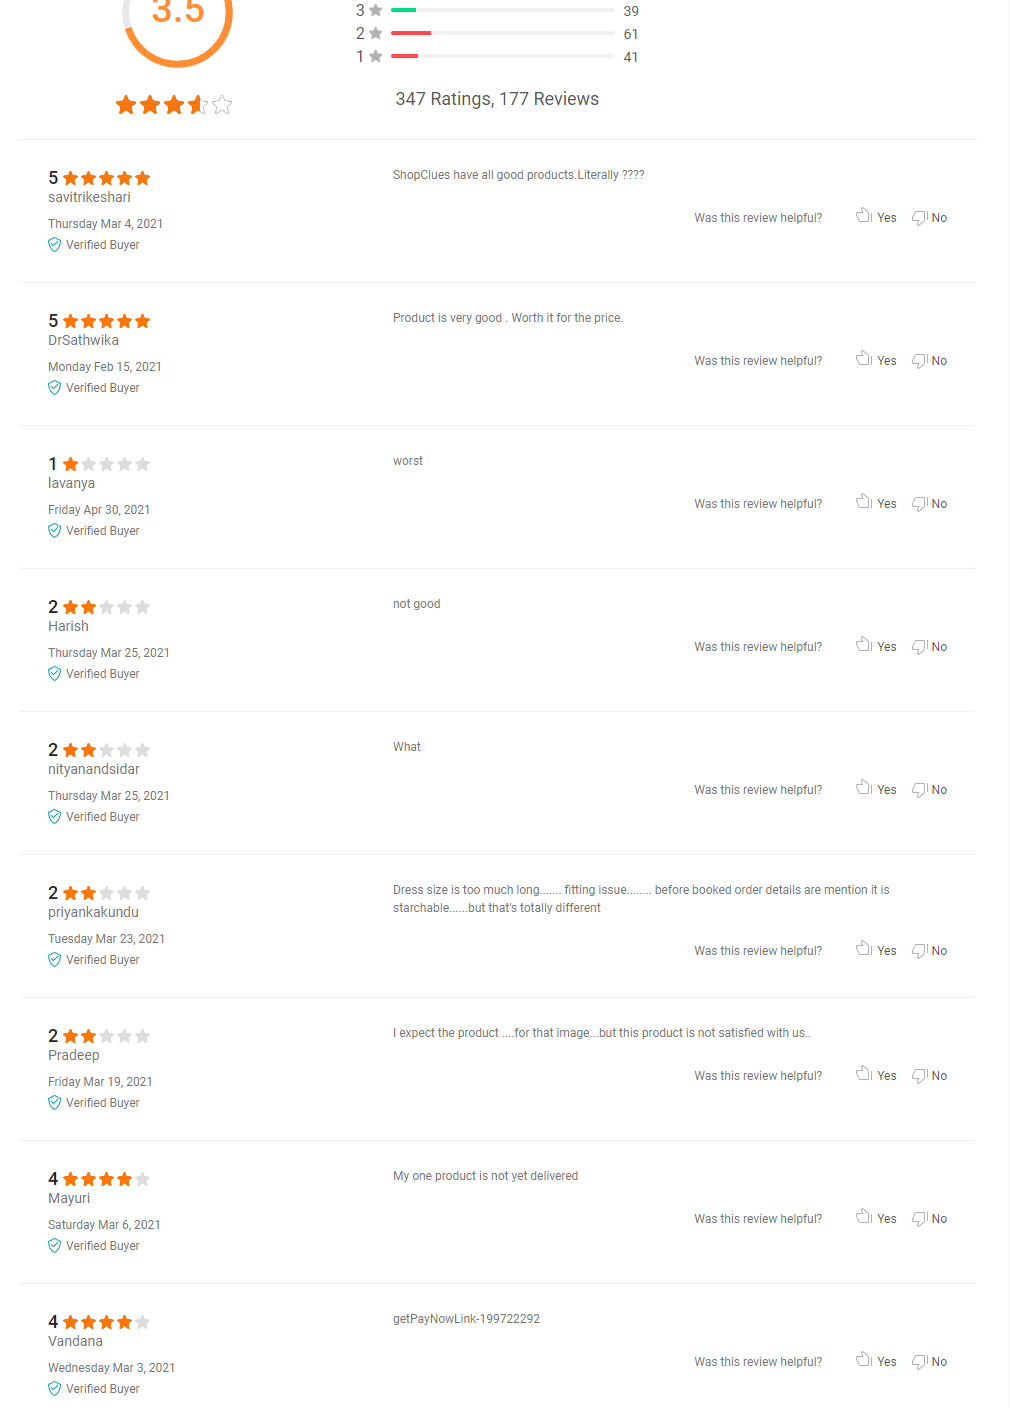 3.5
3 39
2 61
1 41
347 Ratings, 177 Reviews
5
savitrikeshari
Thursday Mar 4, 2021
Verified Buyer
ShopClues have all good products.Literally ????
Was this review helpful? Yes No
5
DrSathwika
Monday Feb 15, 2021
Verified Buyer
Product is very good . Worth it for the price.
Was this review helpful? Yes No
1
lavanya
Friday Apr 30, 2021
Verified Buyer
worst
Was this review helpful? Yes No
2
Harish
Thursday Mar 25, 2021
Verified Buyer
not good
Was this review helpful? Yes No
2
nityanandsidar
Thursday Mar 25, 2021
Verified Buyer
What
Was this review helpful? Yes No
2
priyankakundu
Tuesday Mar 23, 2021
Verified Buyer
Dress size is too much long....... fitting issue........ before booked order details are mention it is
starchable......but that's totally different
Was this review helpful? Yes No
2
Pradeep
Friday Mar 19, 2021
Verified Buyer
I expect the product ....for that image...but this product is not satisfied with us..
Was this review helpful? Yes No
4
Mayuri
Saturday Mar 6, 2021
Verified Buyer
My one product is not yet delivered
Was this review helpful? Yes No
4
Vandana
Wednesday Mar 3, 2021
Verified Buyer
getPayNowLink-199722292
Was this review helpful? Yes No